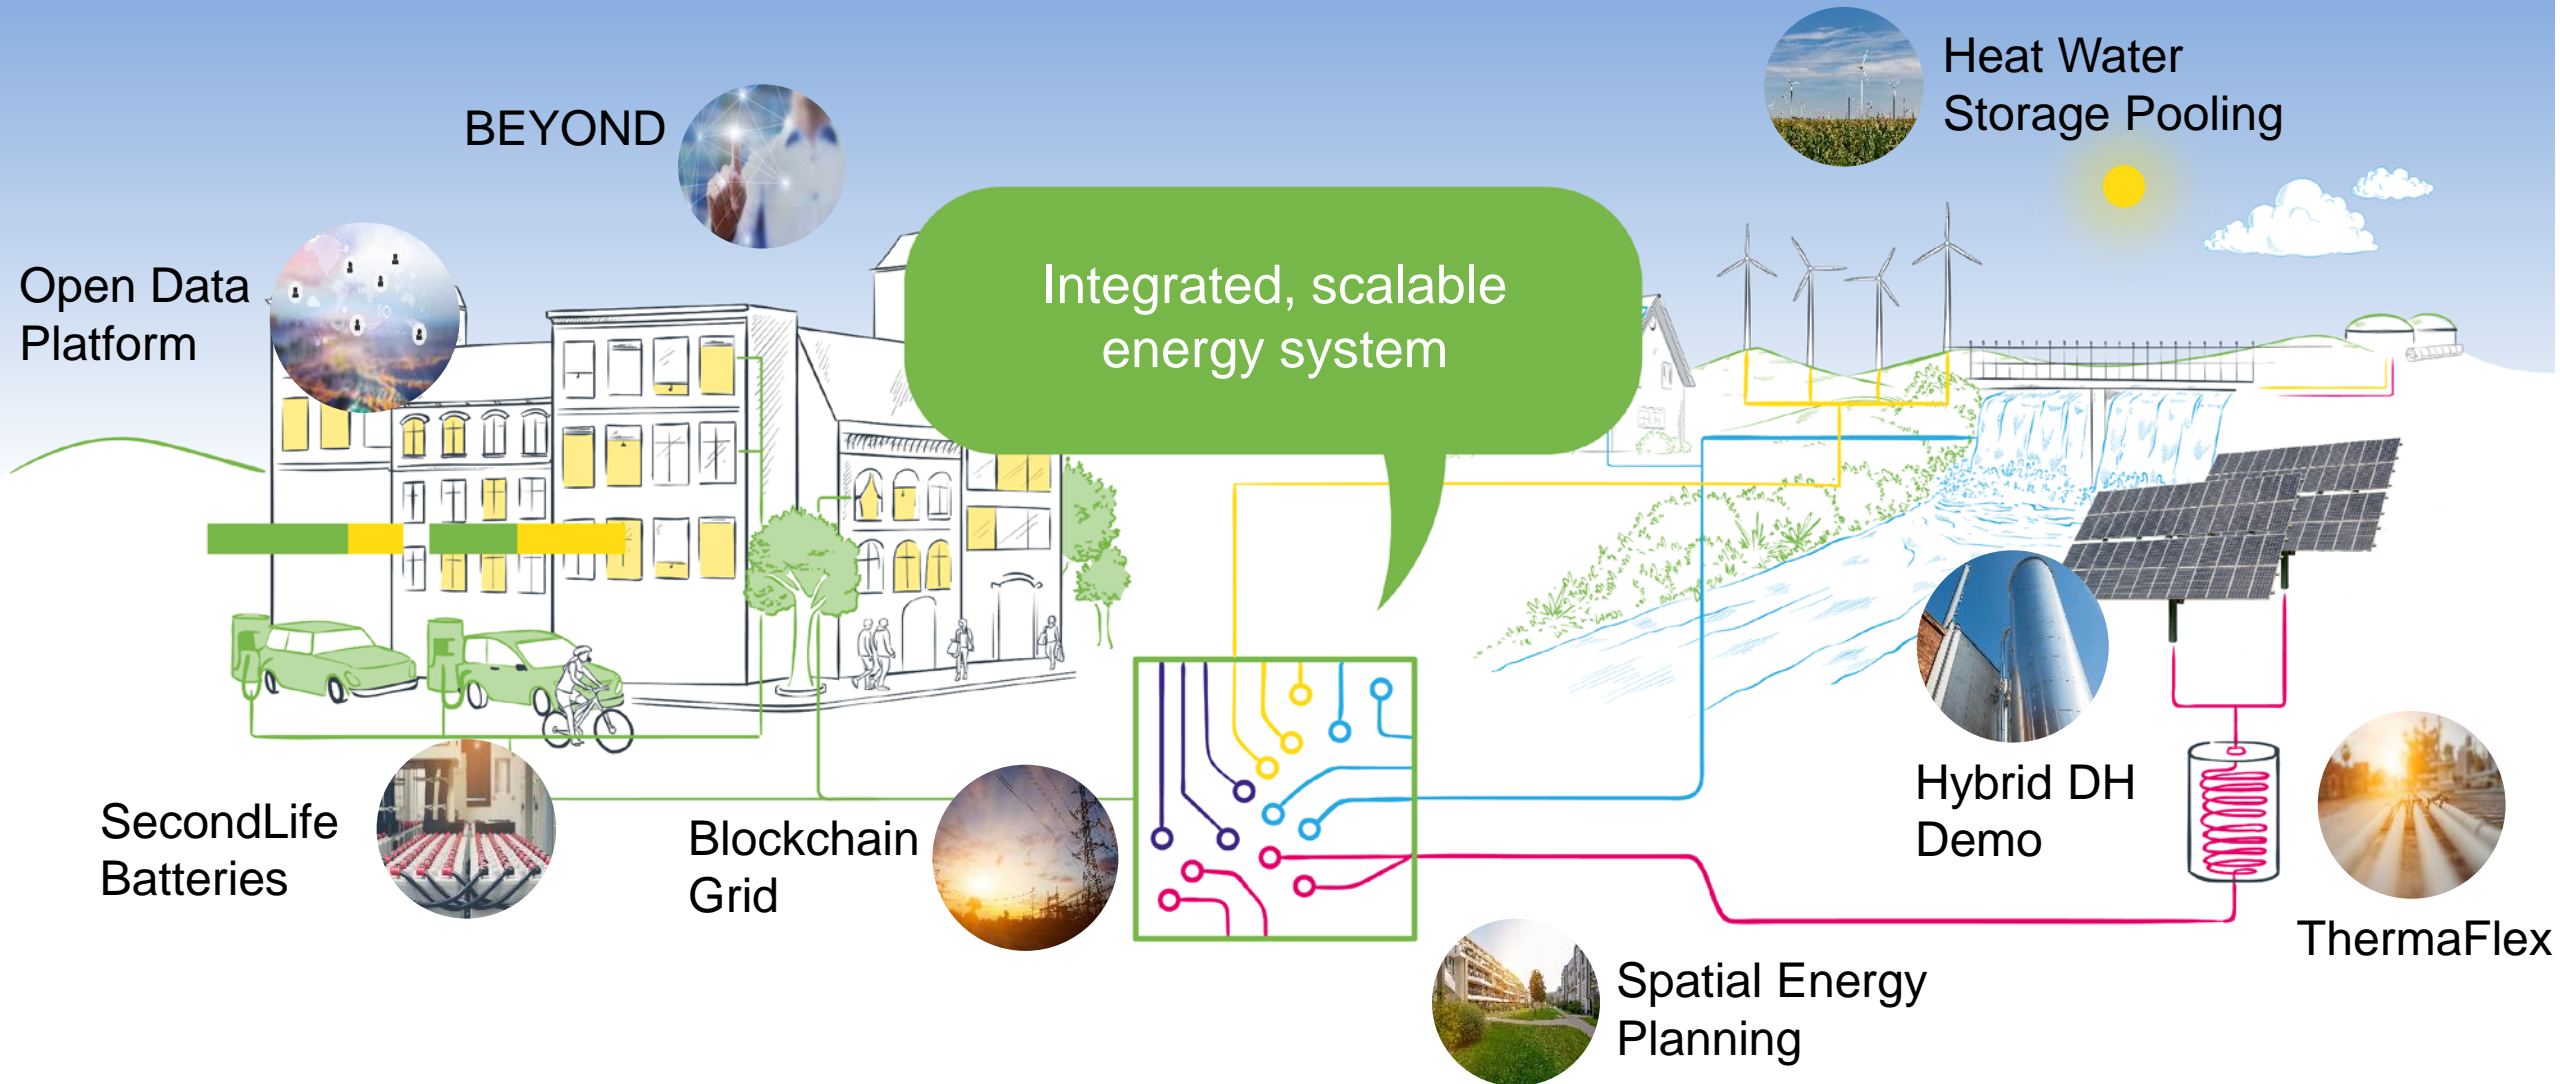 Heat Water
Storage Pooling
BEYOND
Open Data
Platform
Integrated, scalable
energy system
SecondLife
Batteries
Blockchain
Grid
Hybrid DH
Demo
ThermaFlex
Spatial Energy
Planning